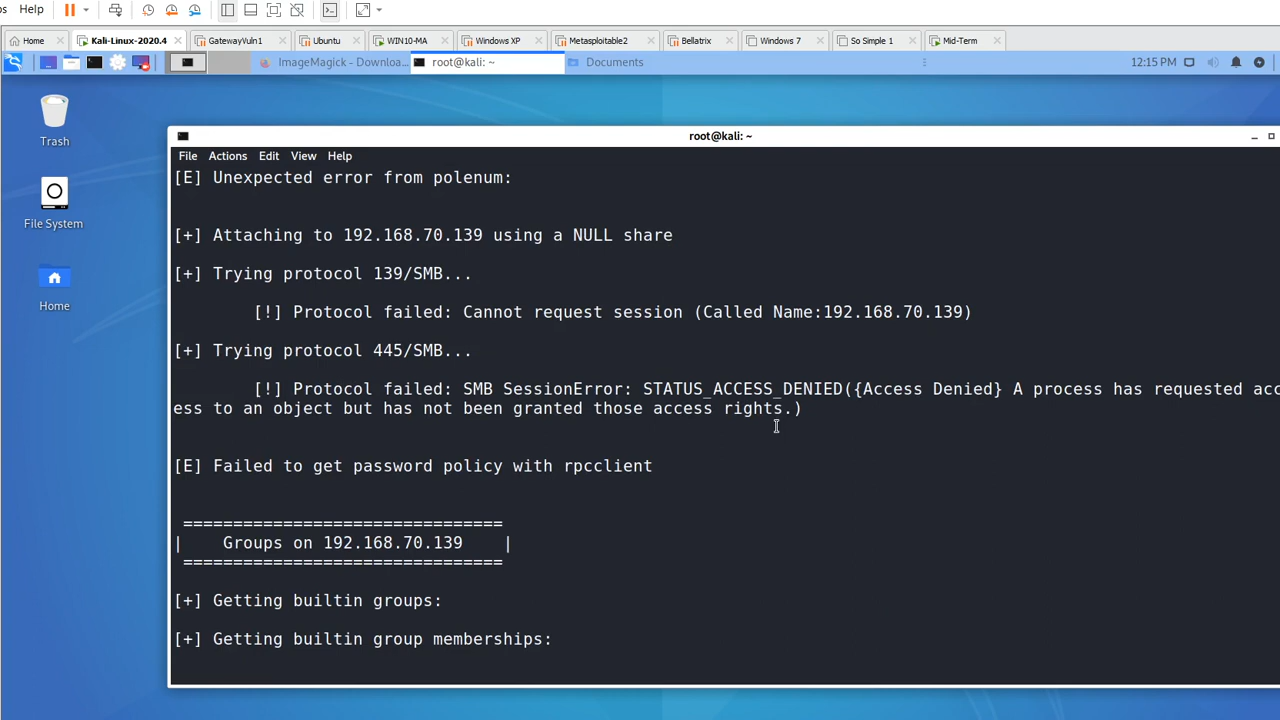 Help
Home
Kali-Linux-2020.4
GatewayVuln1
Ubuntu
WIN10-MA
Windows XP
Metasploitable2
Bellatrix
Windows 7
So Simple 1
Mid-Term
ImageMagick - Downloa...
root@kali: ~
Documents
12:15 PM
Trash
File System
Home
root@kali: ~
File Actions Edit View Help
[E] Unexpected error from polenum:
[+] Attaching to 192.168.70.139 using a NULL share
[+] Trying protocol 139/SMB...
[!] Protocol failed: Cannot request session (Called Name:192.168.70.139)
[+] Trying protocol 445/SMB...
[!] Protocol failed: SMB SessionError: STATUS_ACCESS_DENIED({Access Denied} A process has requested acc
ess to an object but has not been granted those access rights.)
[E] Failed to get password policy with rpcclient
===============================
| Groups on 192.168.70.139 |
===============================
[+] Getting builtin groups:
[+] Getting builtin group memberships: